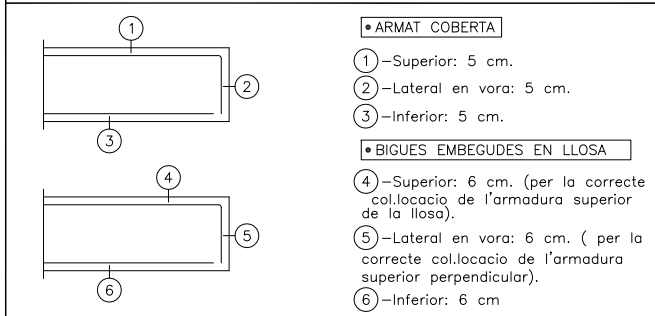 1
2
3
4
5
6
• ARMAT COBERTA
1 -Superior: 5 cm.
2 -Lateral en vora: 5 cm.
3 -Inferior: 5 cm.
• BIGUES EMBEGUDES EN LLOSA
4 -Superior: 6 cm. (per la correcte
col.locacio de l'armadura superior
de la llosa).
5 -Lateral en vora: 6 cm. ( per la
correcte col.locacio de l'armadura
superior perpendicular).
6 -Inferior: 6 cm